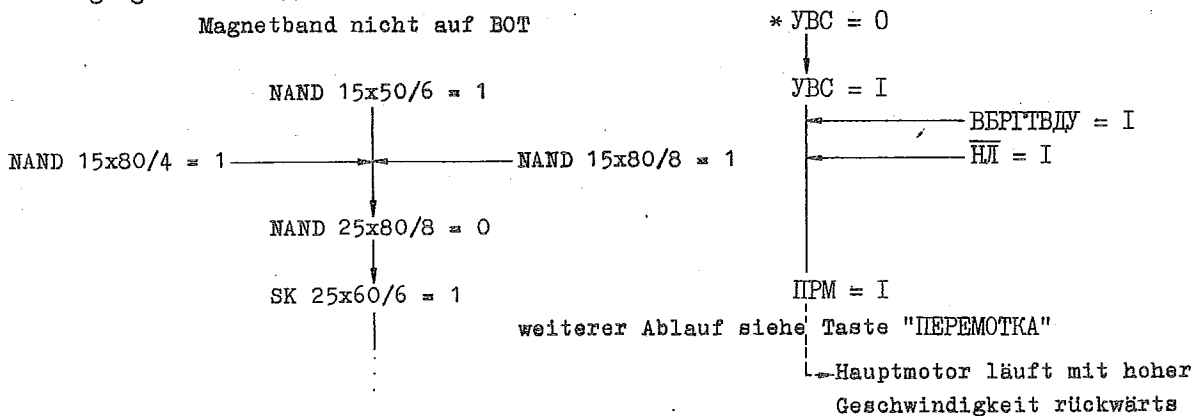 Magnetband nicht auf BOT
* УВС = 0
NAND 15x50/6 = 1
УВС = I
ВБРГТВДУ = I
NAND 15x80/4 = 1
NAND 15x80/8 = 1
НЛ = I
NAND 25x80/8 = 0
SK 25x60/6 = 1
ПРМ = I
weiterer Ablauf siehe Taste "ПЕРЕМОТКА"
Hauptmotor läuft mit hoher
Geschwindigkeit rückwärts